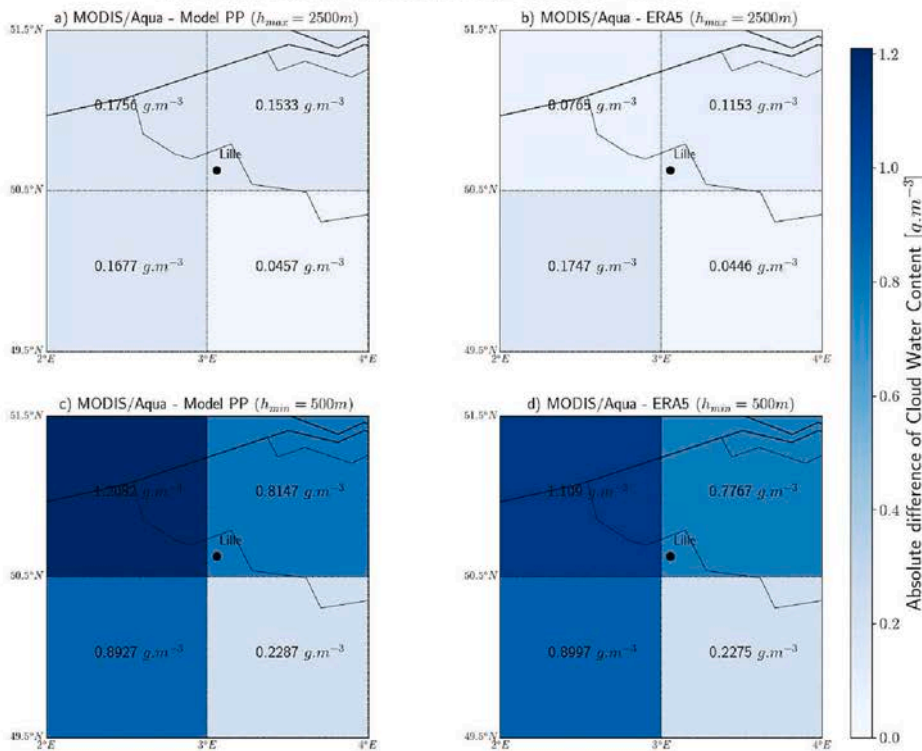 a) MODIS/Aqua - Model PP (h_max = 2500m)
b) MODIS/Aqua - ERA5 (h_max = 2500m)
51.5°N
51.5°N
0.1756 g.m⁻³
0.1533 g.m⁻³
0.0765 g.m⁻³
0.1153 g.m⁻³
Lille
Lille
50.5°N
50.5°N
0.1677 g.m⁻³
0.0457 g.m⁻³
0.1747 g.m⁻³
0.0446 g.m⁻³
49.5°N
49.5°N
2°E
3°E
4°E
2°E
3°E
4°E
c) MODIS/Aqua - Model PP (h_min = 500m)
d) MODIS/Aqua - ERA5 (h_min = 500m)
51.5°N
51.5°N
g.m⁻³
0.8147 g.m⁻³
1.109 g.m⁻³
0.7767 g.m⁻³
Lille
Lille
50.5°N
50.5°N
0.8927 g.m⁻³
0.2287 g.m⁻³
0.8997 g.m⁻³
0.2275 g.m⁻³
49.5°N
49.5°N
2°E
3°E
4°E
2°E
3°E
4°E
1.2
1.0
0.8
0.6
0.4
0.2
0.0
Absolute difference of Cloud Water Content [g.m⁻³]